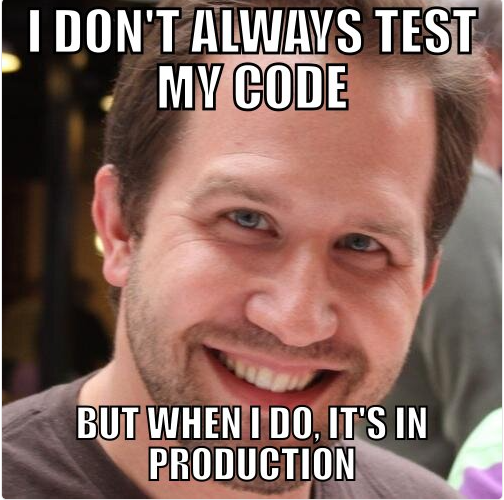 I DON'T ALWAYS TEST
MY CODE
BUT WHEN I DO, IT'S IN
PRODUCTION